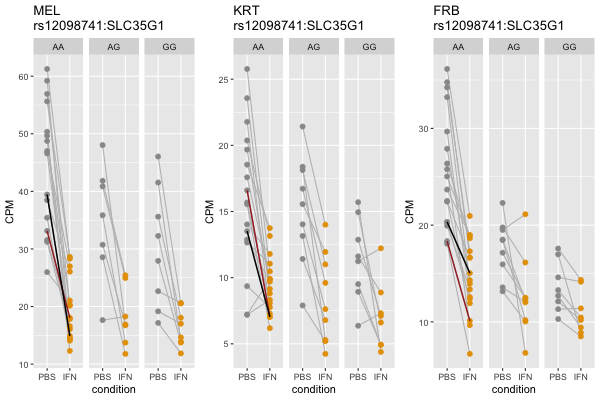 MEL
rs12098741:SLC35G1
AA AG GG
CPM
60
50
40
30
20
10
PBS IFN PBS IFN PBS IFN
condition
KRT
rs12098741:SLC35G1
AA AG GG
CPM
25
20
15
10
5
PBS IFN PBS IFN PBS IFN
condition
FRB
rs12098741:SLC35G1
AA AG GG
CPM
30
20
10
PBS IFN PBS IFN PBS IFN
condition